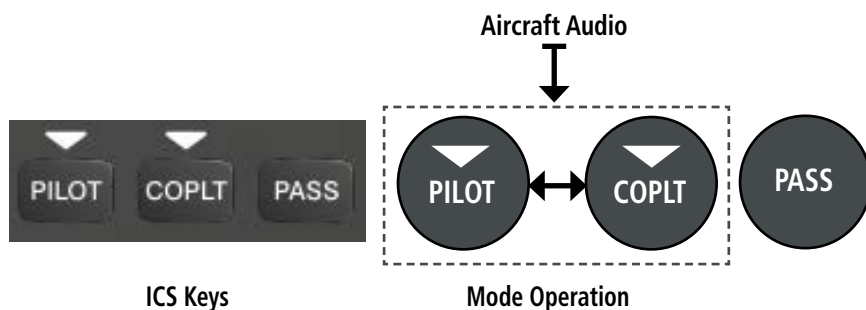 Aircraft Audio
PILOT COPLT PASS
PILOT COPLT PASS
ICS Keys
Mode Operation